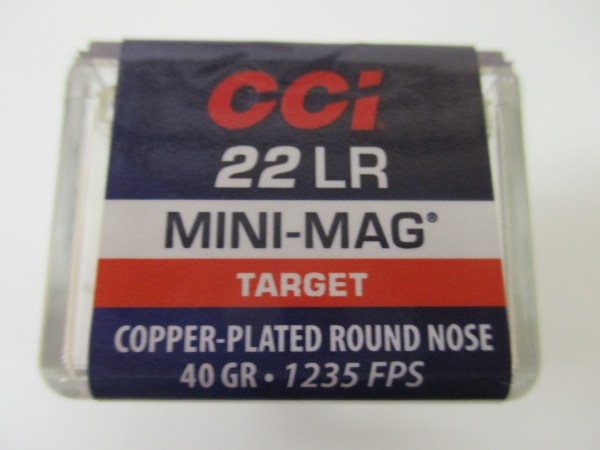 CCi
22 LR
MINI-MAG®
TARGET
COPPER-PLATED ROUND NOSE
40 GR • 1235 FPS